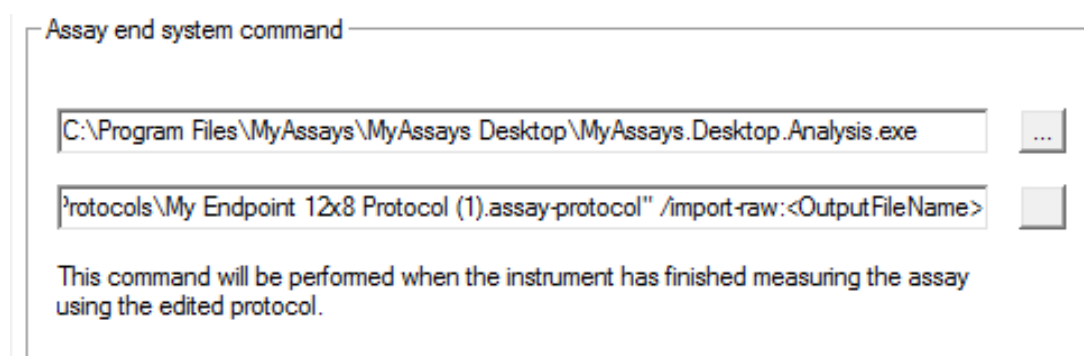 Assay end system command
C:\Program Files\MyAssays\MyAssays Desktop\MyAssays.Desktop.Analysis.exe
...
Protocols\My Endpoint 12x8 Protocol (1).assay-protocol" /import-raw:<OutputFileName>
This command will be performed when the instrument has finished measuring the assay
using the edited protocol.